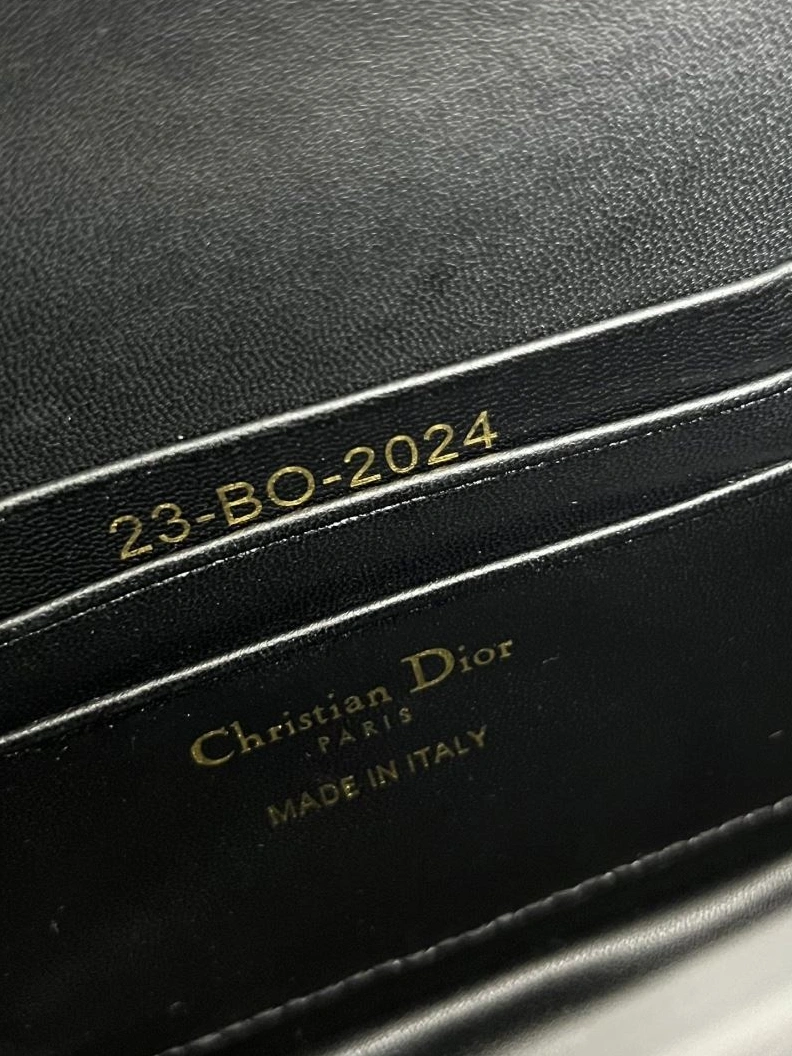 23-BO-2024
Christian Dior
PARIS
MADE IN ITALY